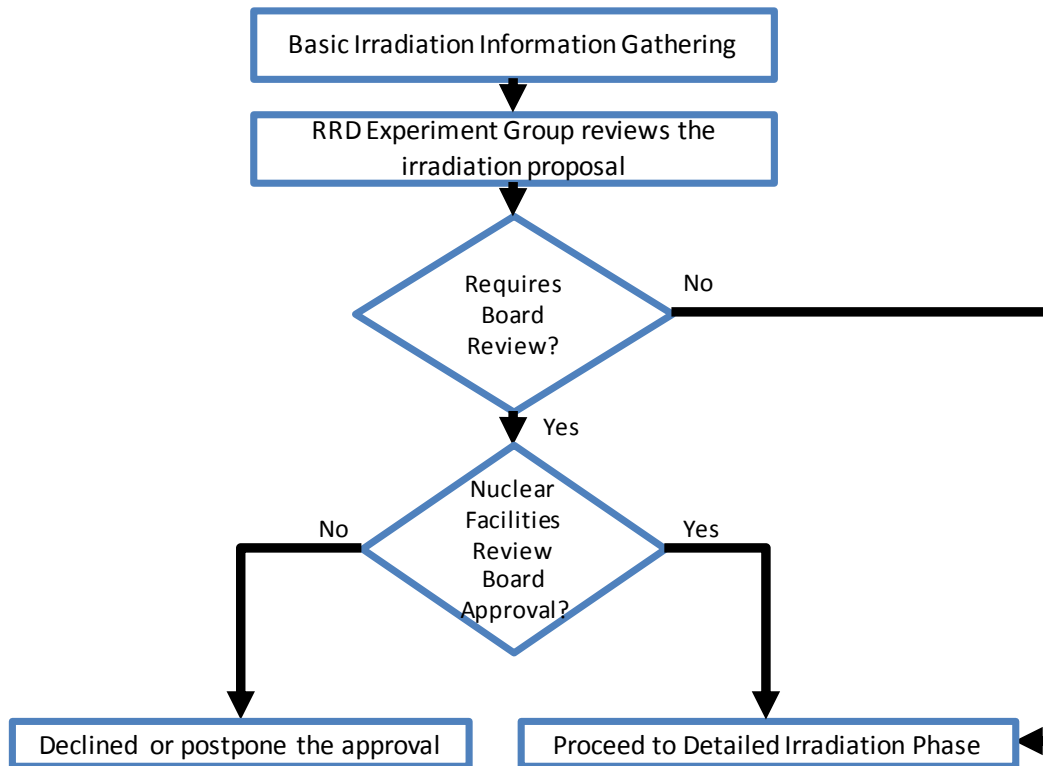 Basic Irradiation Information Gathering
RRD Experiment Group reviews the
irradiation proposal
Requires
Board
Review?
No
Yes
Nuclear
Facilities
Review
Board
Approval?
No
Yes
Declined or postpone the approval
Proceed to Detailed Irradiation Phase